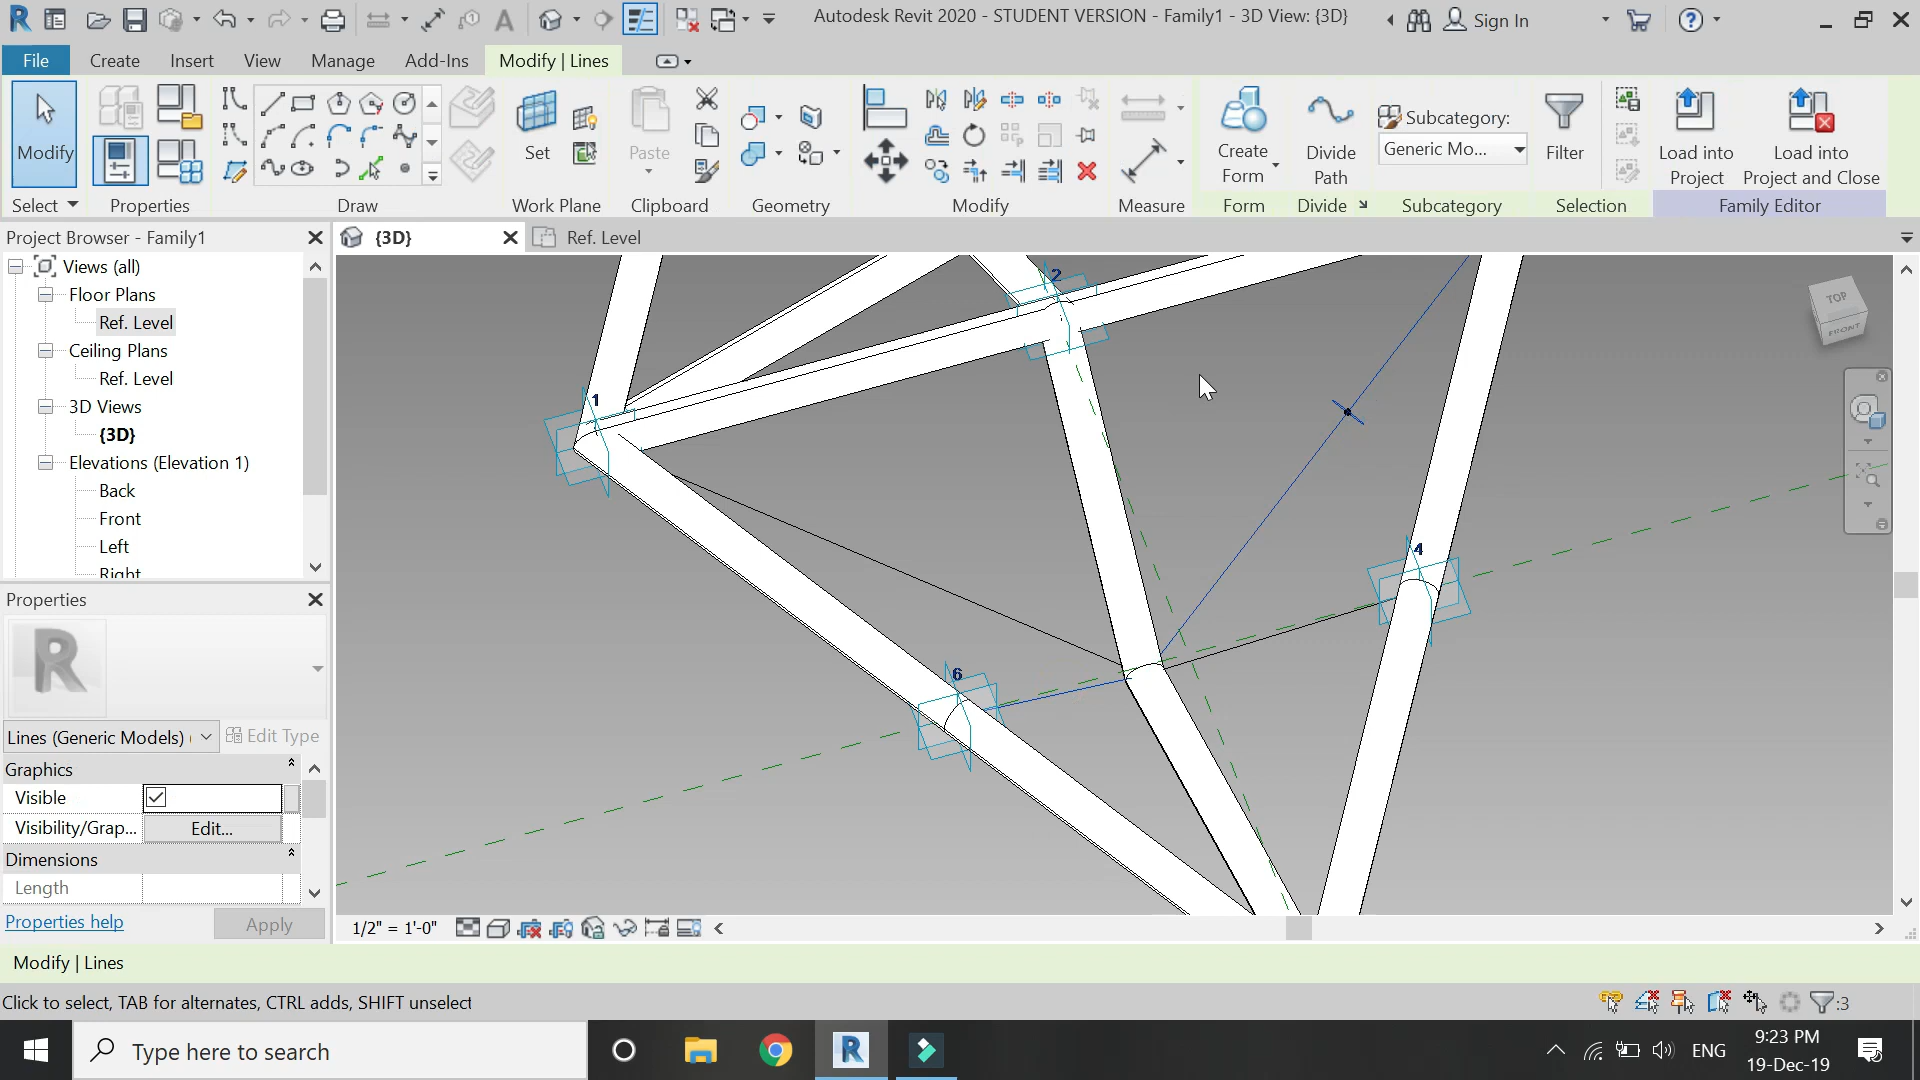 Autodesk Revit 2020 - STUDENT VERSION - Family1 - 3D View: {3D}
Sign In
File
Create
Insert
View
Manage
Add-Ins
Modify | Lines
Modify
Set
Paste
Create
Form
Divide
Path
Subcategory:
Generic Mo...
Filter
Load into
Project
Load into
Project and Close
Select
Properties
Draw
Work Plane
Clipboard
Geometry
Modify
Measure
Form
Divide
Subcategory
Selection
Family Editor
Project Browser - Family1
{3D}
Ref. Level
Views (all)
Floor Plans
Ref. Level
Ceiling Plans
Ref. Level
3D Views
{3D}
Elevations (Elevation 1)
Back
Front
Left
Right
Properties
R
Lines (Generic Models) (
Edit Type
Graphics
Visible
Visibility/Grap...
Edit...
Dimensions
Length
Properties help
Apply
2
1
4
6
TOP
FRONT
1/2" = 1'-0"
Modify | Lines
Click to select, TAB for alternates, CTRL adds, SHIFT unselect
:3
Type here to search
ENG
9:23 PM
19-Dec-19